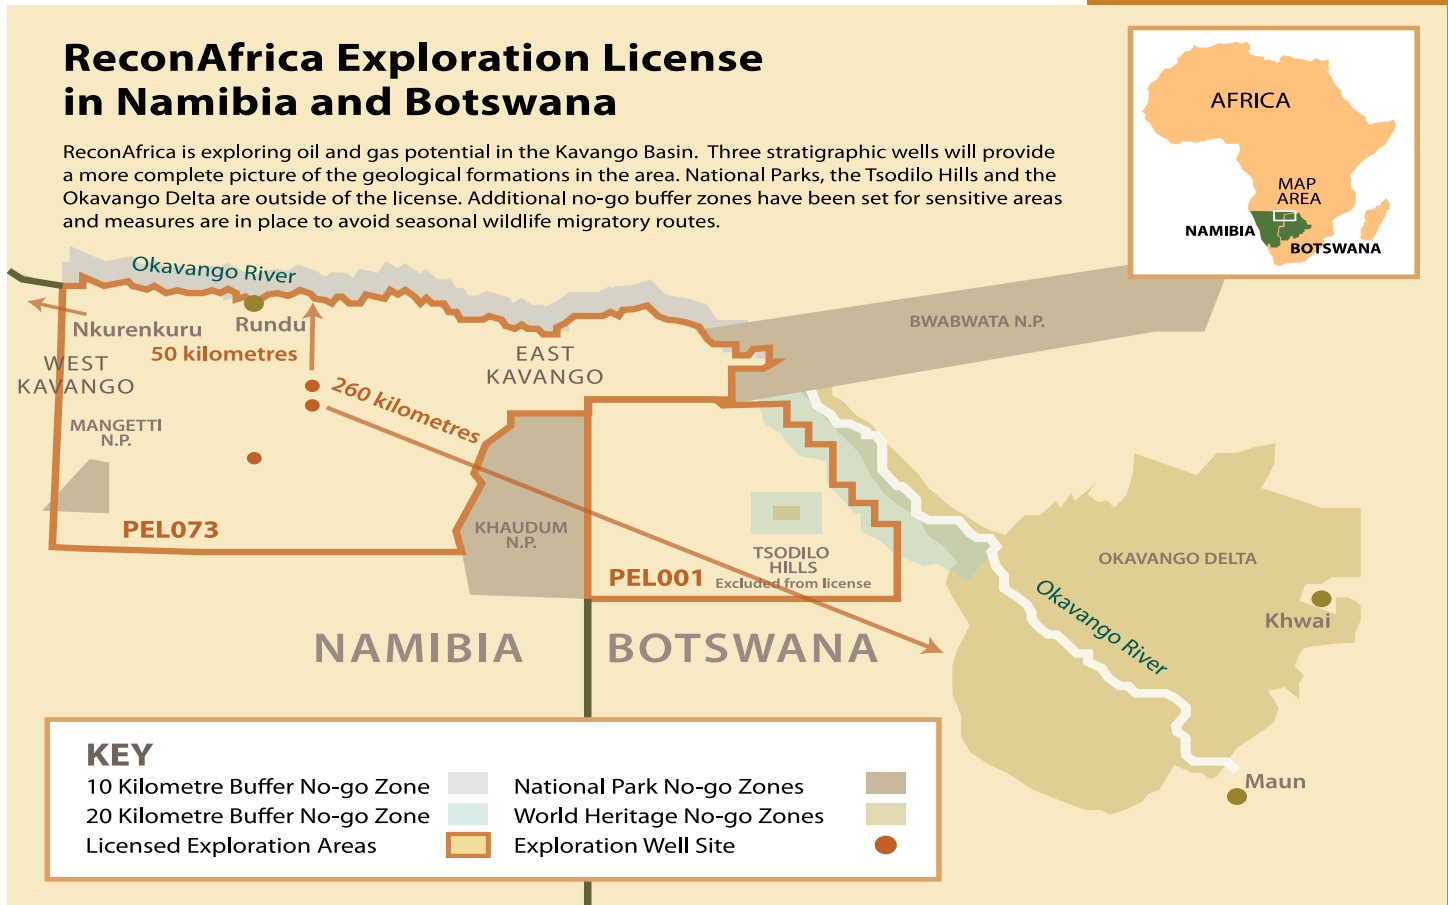 ReconAfrica Exploration License
in Namibia and Botswana
ReconAfrica is exploring oil and gas potential in the Kavango Basin. Three stratigraphic wells will provide
a more complete picture of the geological formations in the area. National Parks, the Tsodilo Hills and the
Okavango Delta are outside of the license. Additional no-go buffer zones have been set for sensitive areas
and measures are in place to avoid seasonal wildlife migratory routes.
AFRICA
MAP
AREA
NAMIBIA
BOTSWANA
Okavango River
Nkurenkuru
Rundu
50 kilometres
WEST
KAVANGO
EAST
KAVANGO
BWABWATA N.P.
260 kilometres
MANGETTI
N.P.
PEL073
KHAUDUM
N.P.
PEL001
TSODILO
HILLS
Excluded from license
OKAVANGO DELTA
Okavango River
Khwai
NAMIBIA
BOTSWANA
Maun
KEY
10 Kilometre Buffer No-go Zone
20 Kilometre Buffer No-go Zone
Licensed Exploration Areas
National Park No-go Zones
World Heritage No-go Zones
Exploration Well Site